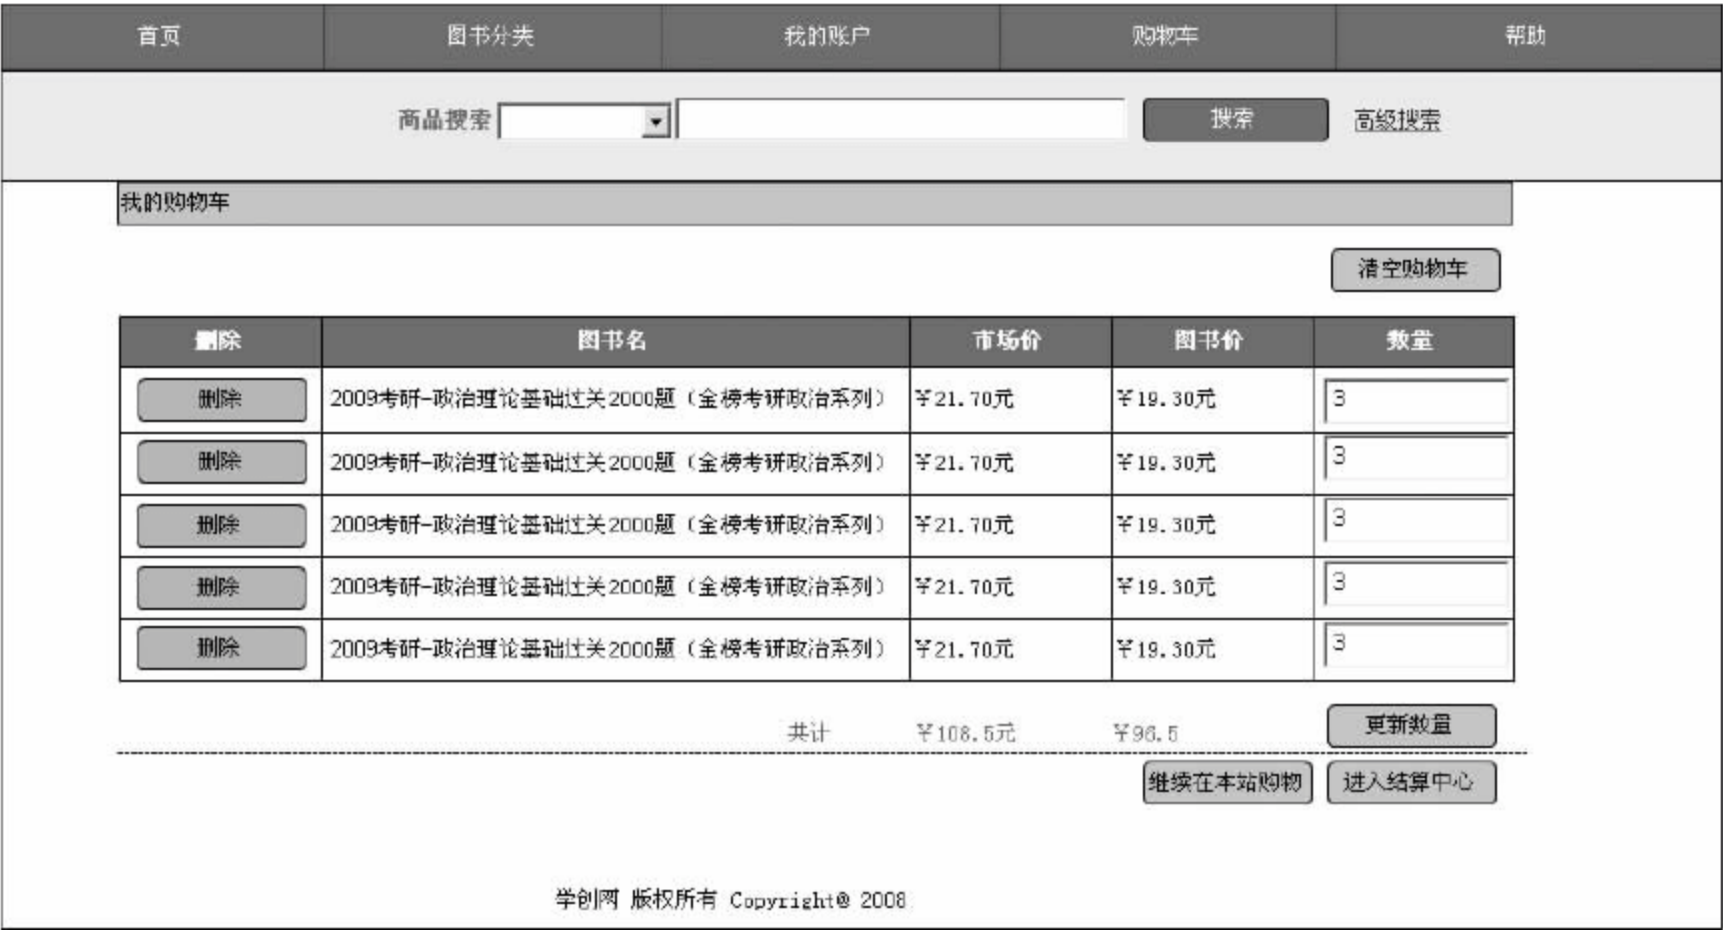 首页 图书分类 我的账户 购物车 帮助
商品搜索 搜索 高级搜索
我的购物车
清空购物车
删除 图书名 市场价 图书价 数量
删除 2009考研-政治理论基础过关2000题（金榜考研政治系列） ￥21.70元 ￥19.30元 3
删除 2009考研-政治理论基础过关2000题（金榜考研政治系列） ￥21.70元 ￥19.30元 3
删除 2009考研-政治理论基础过关2000题（金榜考研政治系列） ￥21.70元 ￥19.30元 3
删除 2009考研-政治理论基础过关2000题（金榜考研政治系列） ￥21.70元 ￥19.30元 3
删除 2009考研-政治理论基础过关2000题（金榜考研政治系列） ￥21.70元 ￥19.30元 3
共计 ￥108.5元 ￥96.5 更新数量
继续在本站购物 进入结算中心
学创网 版权所有 Copyright@ 2008